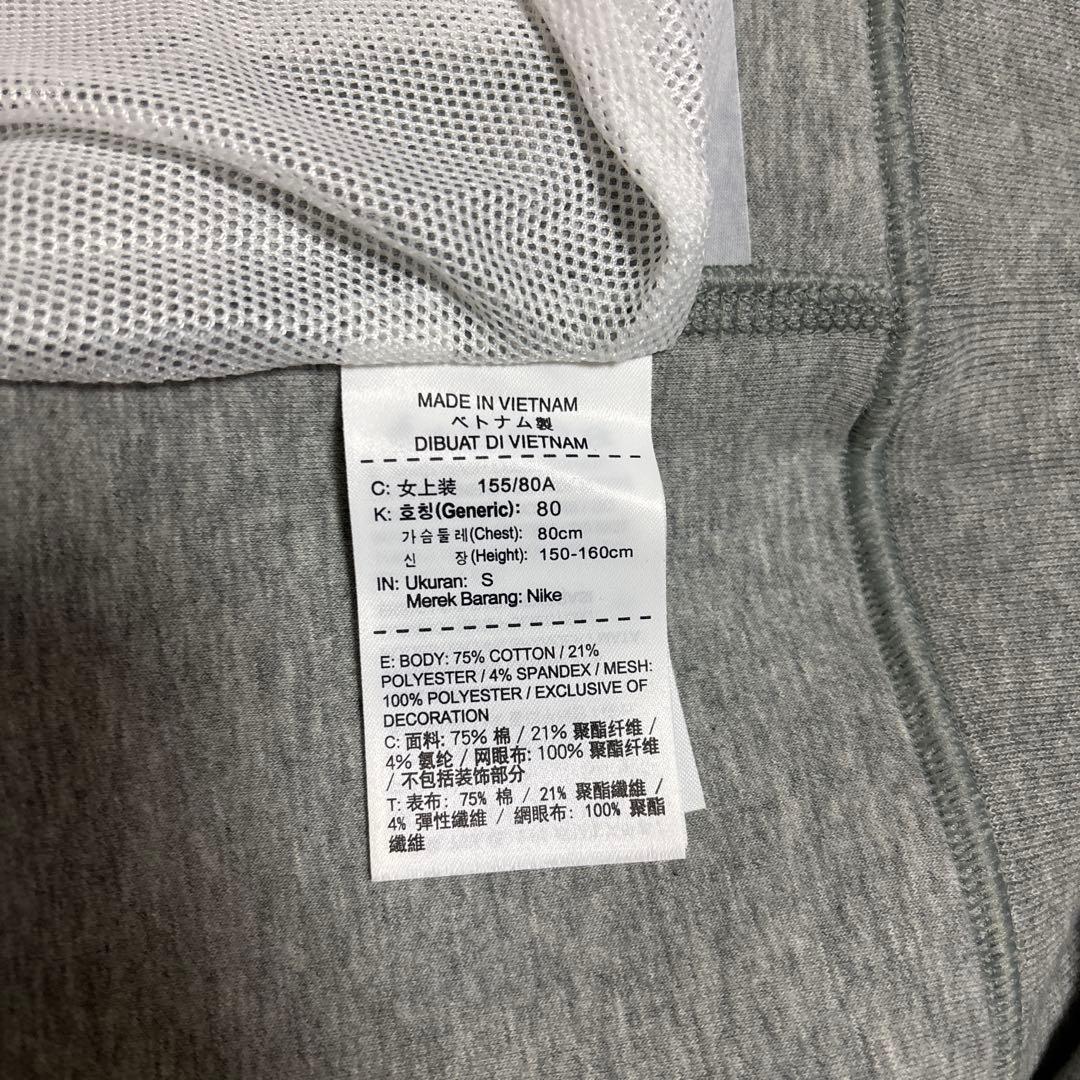 MADE IN VIETNAM
ベトナム製
DIBUAT DI VIETNAM
C: 女上装 155/80A
K: 호칭(Generic): 80
가슴둘레(Chest): 80cm
신 장(Height): 150-160cm
IN: Ukuran: S
Merek Barang: Nike
E: BODY: 75% COTTON / 21%
POLYESTER / 4% SPANDEX / MESH:
100% POLYESTER / EXCLUSIVE OF
DECORATION
C: 面料: 75% 棉 / 21% 聚酯纤维 /
4% 氨纶 / 网眼布: 100% 聚酯纤维
/ 不包括装饰部分
T: 表布: 75% 棉 / 21% 聚酯纖維 /
4% 彈性纖維 / 網眼布: 100% 聚酯
纖維